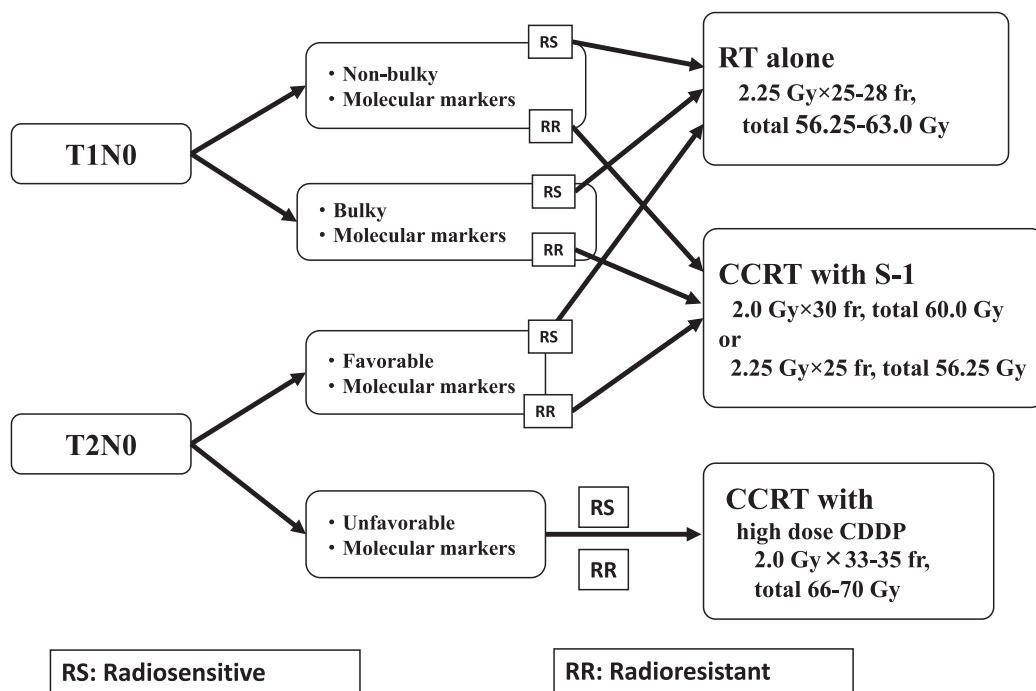 T1N0
・Non-bulky
・Molecular markers
RS
RR
・Bulky
・Molecular markers
RS
RR
T2N0
・Favorable
・Molecular markers
RS
RR
・Unfavorable
・Molecular markers
RS
RR
RT alone
2.25 Gy×25-28 fr,
total 56.25-63.0 Gy
CCRT with S-1
2.0 Gy×30 fr, total 60.0 Gy
or
2.25 Gy×25 fr, total 56.25 Gy
CCRT with
high dose CDDP
2.0 Gy×33-35 fr,
total 66-70 Gy
RS: Radiosensitive
RR: Radioresistant